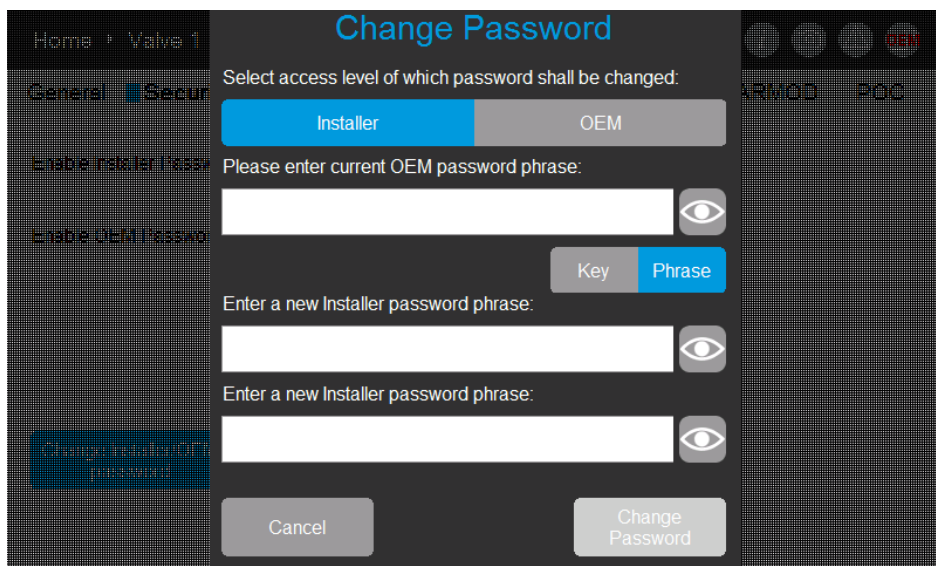 Change Password
Home Valve 1
OEM
Select access level of which password shall be changed:
General Secur
ARMOD POC
Installer OEM
Please enter current OEM password phrase:
Key Phrase
Enter a new Installer password phrase:
Enter a new Installer password phrase:
Cancel
Change
Password